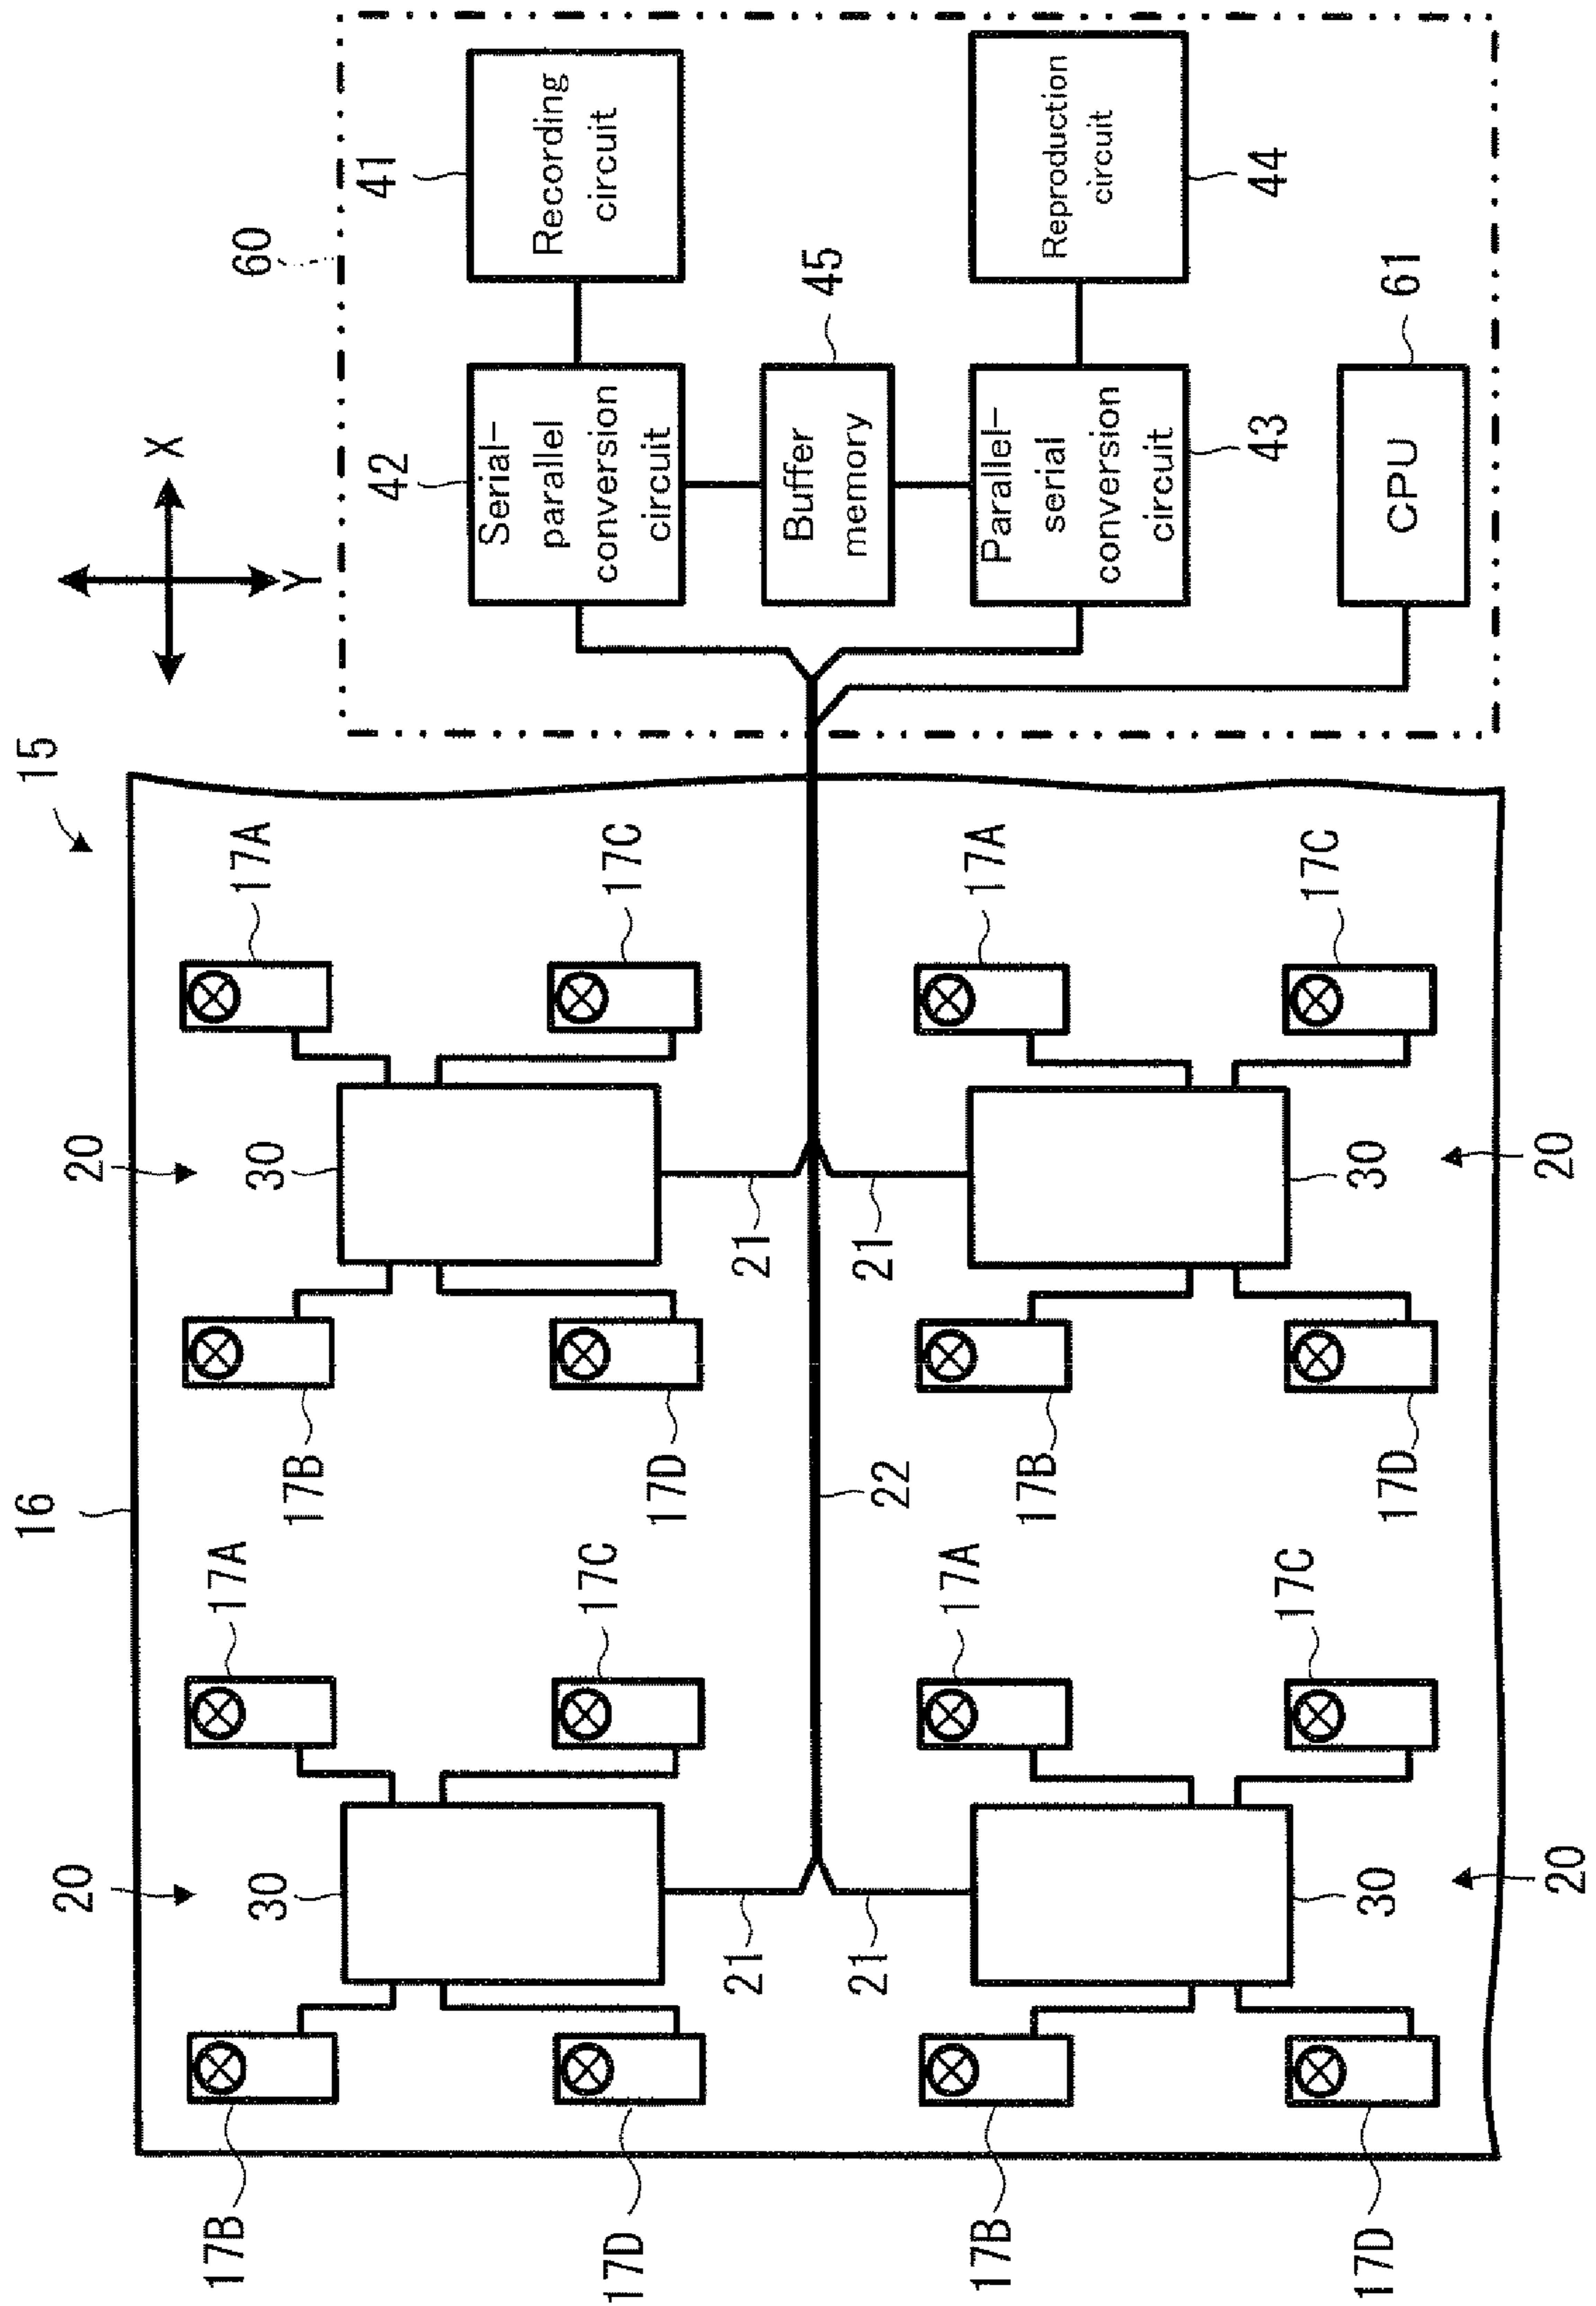 16
15
20
20
X
Y
60
17B
17A
17A
30
17B
30
42
41
Serial-
parallel
conversion
circuit
Recording
circuit
17D
17C
17D
17C
21
21
45
Buffer
memory
21
21
22
17B
17A
17B
17A
Parallel-
serial
conversion
circuit
Reproduction
circuit
43
44
17D
17C
17D
17C
30
30
61
CPU
20
20